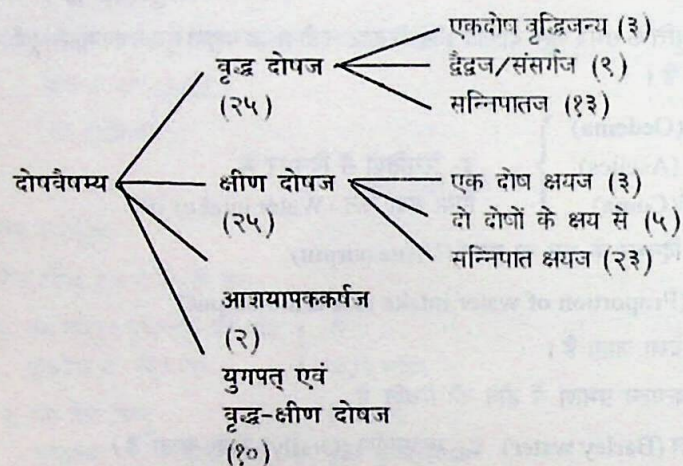 एकदोष वृद्धिजन्य (३)
वृद्ध दोषज
(२५)
द्वैद्वज/संसर्गज (९)
सन्निपातज (१३)
दोषवैषम्य
क्षीण दोषज
(२५)
एक दोष क्षयज (३)
दो दोषों के क्षय से (५)
सन्निपात क्षयज (२३)
आशयापककर्षज
(२)
युगपत् एवं
वृद्ध-क्षीण दोषज
(१०)